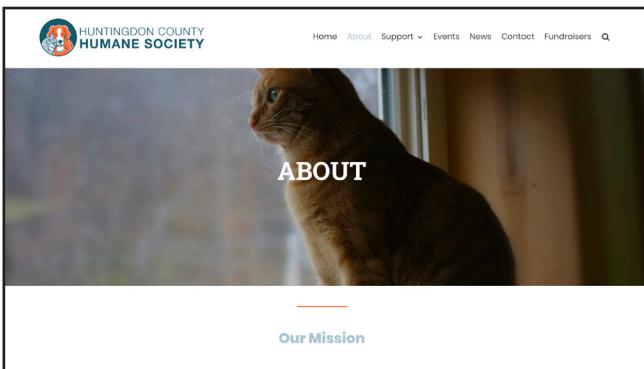 HUNTINGDON COUNTY
HUMANE SOCIETY
Home About Support Events News Contact Fundraisers
ABOUT
Our Mission